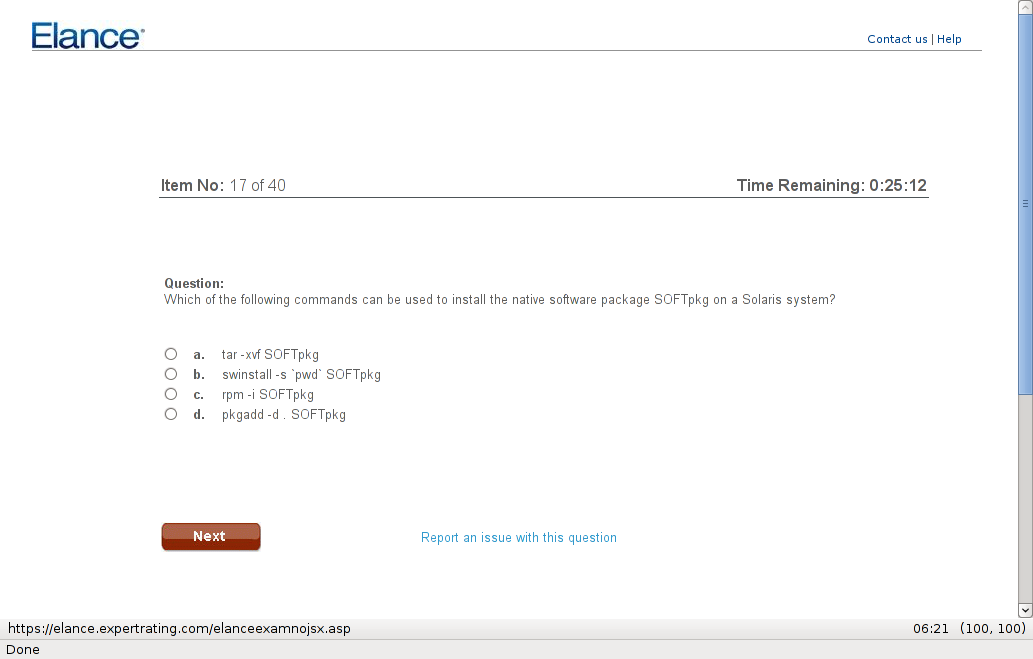 Elance®
Contact us | Help
Item No: 17 of 40
Time Remaining: 0:25:12
Question:
Which of the following commands can be used to install the native software package SOFTpkg on a Solaris system?
a. tar -xvf SOFTpkg
b. swinstall -s `pwd` SOFTpkg
c. rpm -i SOFTpkg
d. pkgadd -d . SOFTpkg
Next
Report an issue with this question
https://elance.expertrating.com/elanceexamnojsx.asp
06:21 (100, 100)
Done